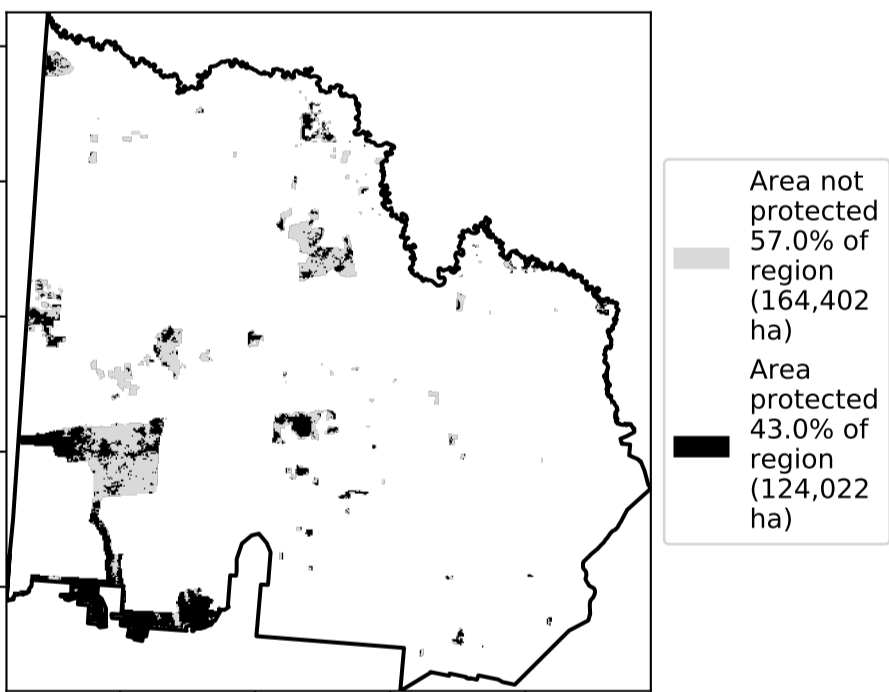 Area not
protected
57.0% of
region
(164,402
ha)
Area
protected
43.0% of
region
(124,022
ha)